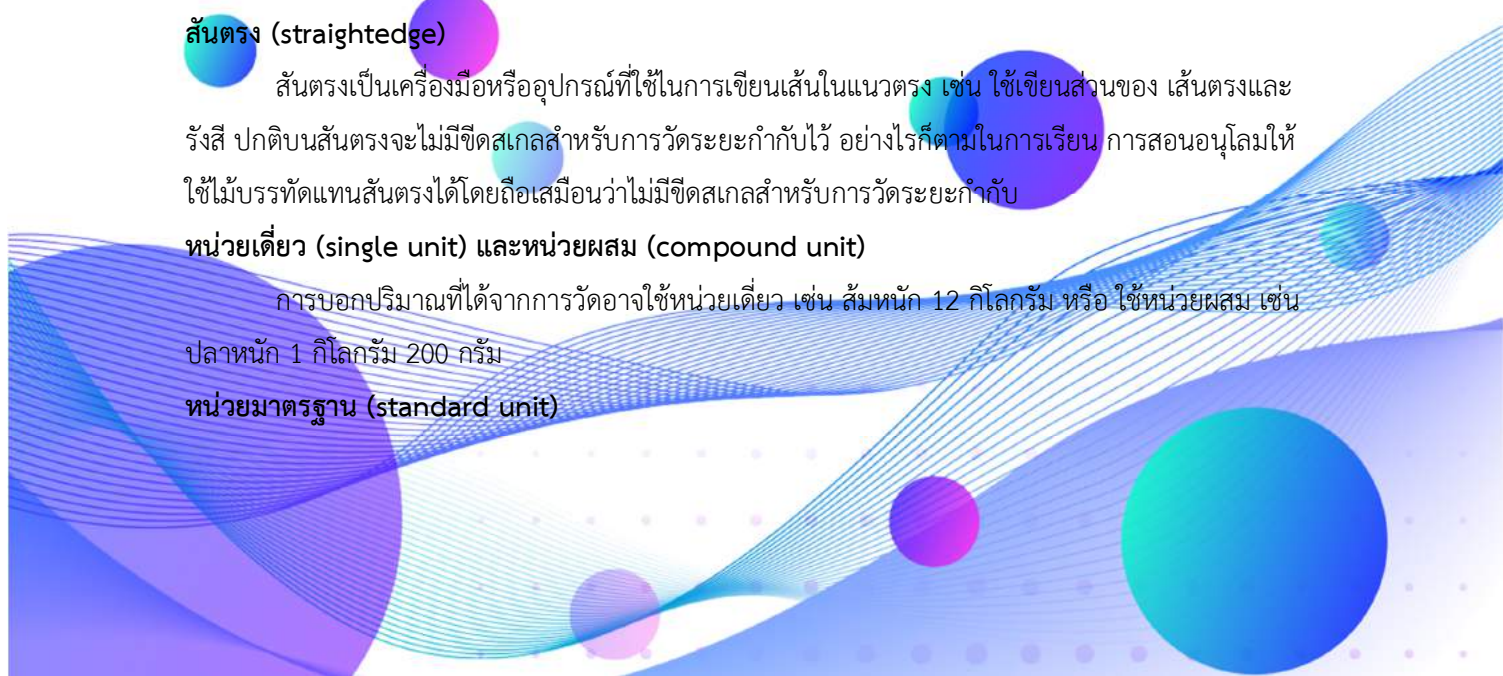 สันตรง (straightedge)
สันตรงเป็นเครื่องมือหรืออุปกรณ์ที่ใช้ในการเขียนเส้นในแนวตรง เช่น ใช้เขียนส่วนของ เส้นตรงและ
รังสี ปกติบนสันตรงจะไม่มีขีดสเกลสำหรับการวัดระยะกำกับไว้ อย่างไรก็ตามในการเรียน การสอนอนุโลมให้
ใช้ไม้บรรทัดแทนสันตรงได้โดยถือเสมือนว่าไม่มีขีดสเกลสำหรับการวัดระยะกำกับ
หน่วยเดี่ยว (single unit) และหน่วยผสม (compound unit)
การบอกปริมาณที่ได้จากการวัดอาจใช้หน่วยเดี่ยว เช่น ส้มหนัก 12 กิโลกรัม หรือ ใช้หน่วยผสม เช่น
ปลาหนัก 1 กิโลกรัม 200 กรัม
หน่วยมาตรฐาน (standard unit)